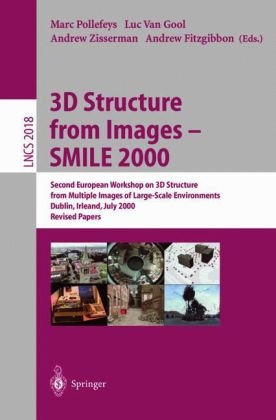 Marc Pollefeys Luc Van Gool
Andrew Zisserman Andrew Fitzgibbon (Eds.)
LNCS 2018
3D Structure
from Images –
SMILE 2000
Second European Workshop on 3D Structure
from Multiple Images of Large-Scale Environments
Dublin, Irleand, July 2000
Revised Papers
Springer